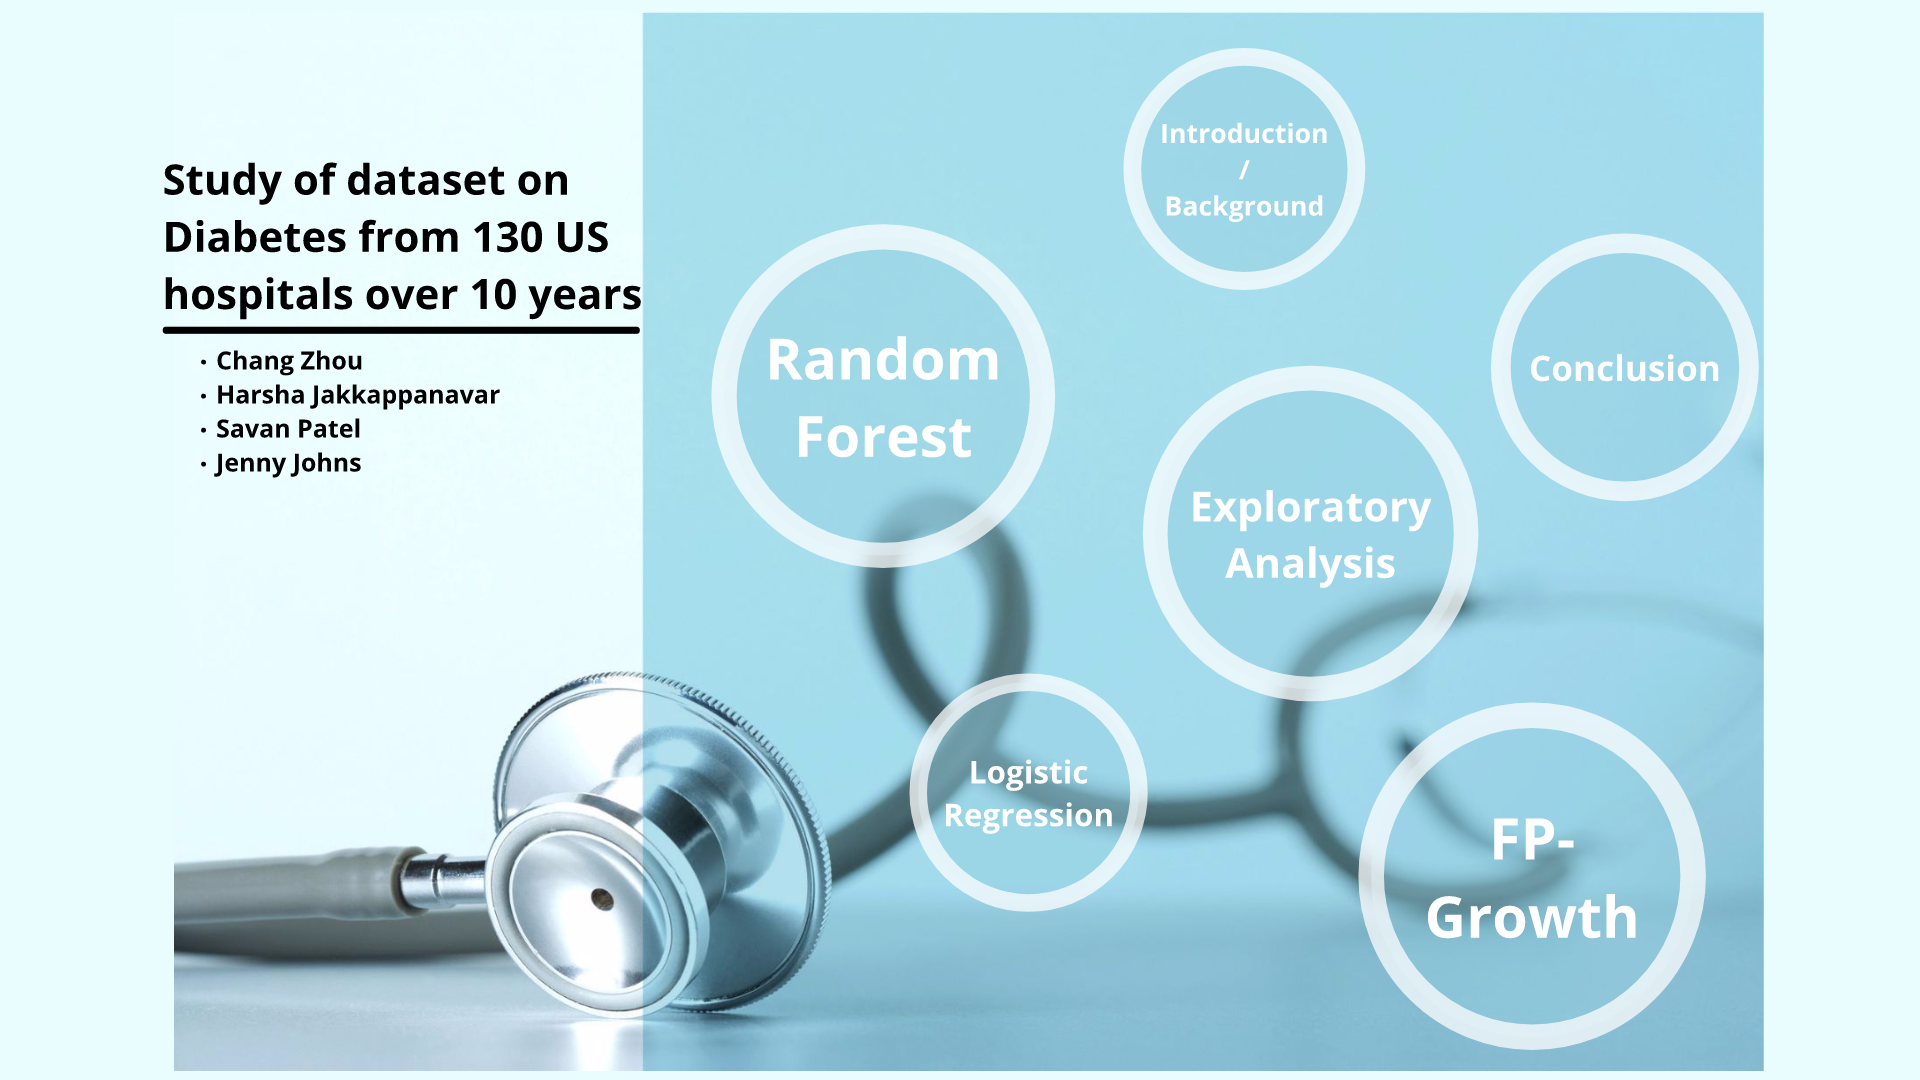 Study of dataset on
Diabetes from 130 US
hospitals over 10 years
· Chang Zhou
· Harsha Jakkappanavar
· Savan Patel
· Jenny Johns
Introduction
/
Background
Random
Forest
Conclusion
Exploratory
Analysis
Logistic
Regression
FP-
Growth